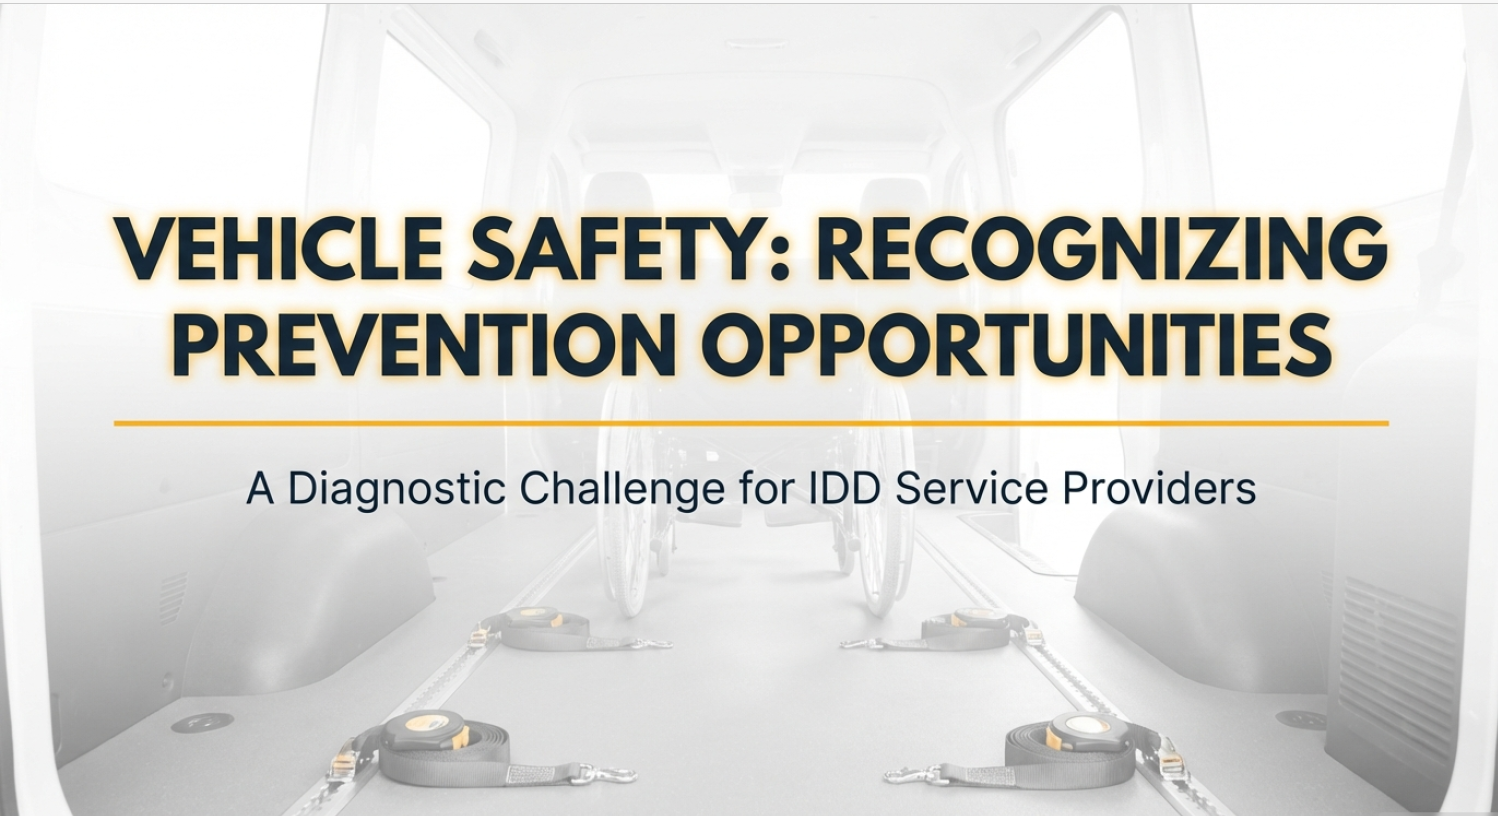 VEHICLE SAFETY: RECOGNIZING
PREVENTION OPPORTUNITIES
A Diagnostic Challenge for IDD Service Providers